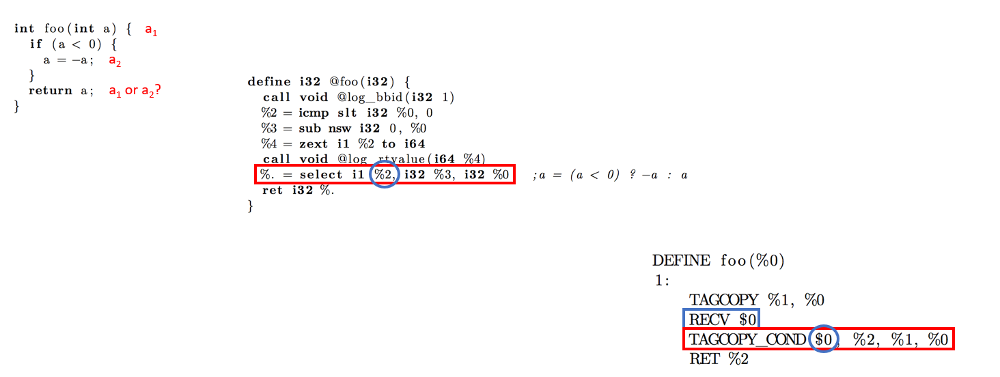 int foo(int a) { a1
if (a < 0) {
a = -a; a2
}
return a; a1 or a2?
}
define i32 @foo(i32) {
call void @log_bbid(i32 1)
%2 = icmp slt i32 %0, 0
%3 = sub nsw i32 0, %0
%4 = zext i1 %2 to i64
call void @log_rtvalue(i64 %4)
%. = select i1 %2, i32 %3, i32 %0 ;a = (a < 0) ? -a : a
ret i32 %.
}
DEFINE foo(%0)
1:
TAGCOPY %1, %0
RECV $0
TAGCOPY_COND $0, %2, %1, %0
RET %2